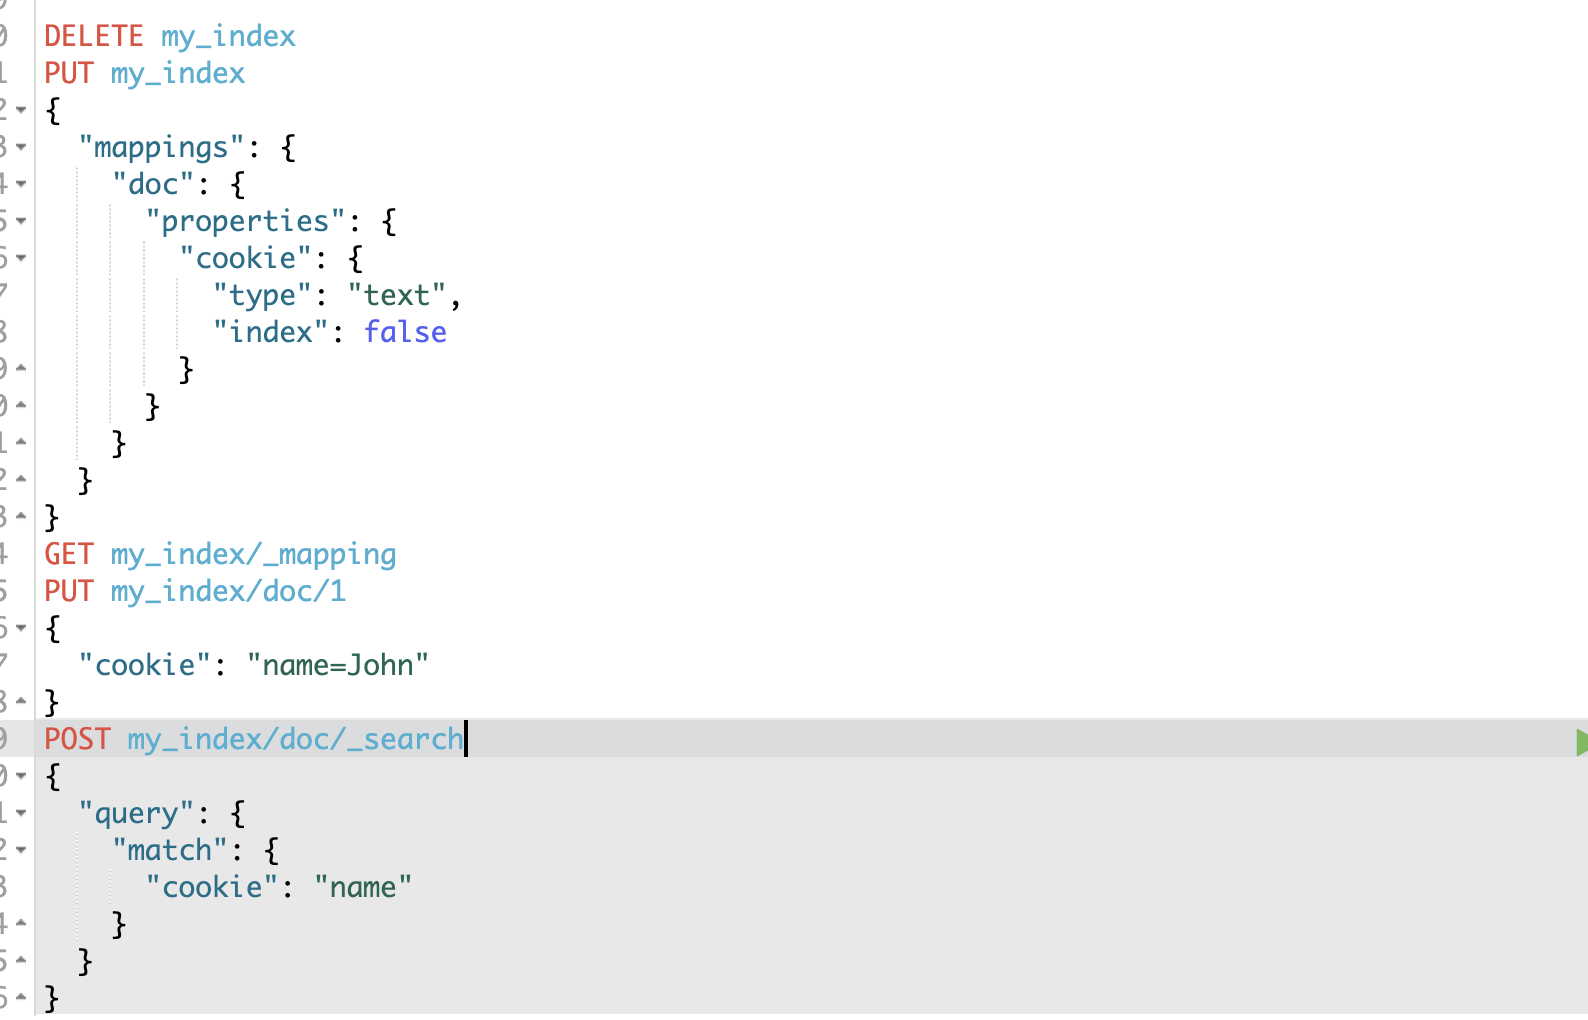 DELETE my_index
PUT my_index
{
"mappings": {
"doc": {
"properties": {
"cookie": {
"type": "text",
"index": false
}
}
}
}
}
GET my_index/_mapping
PUT my_index/doc/1
{
"cookie": "name=John"
}
POST my_index/doc/_search
{
"query": {
"match": {
"cookie": "name"
}
}
}